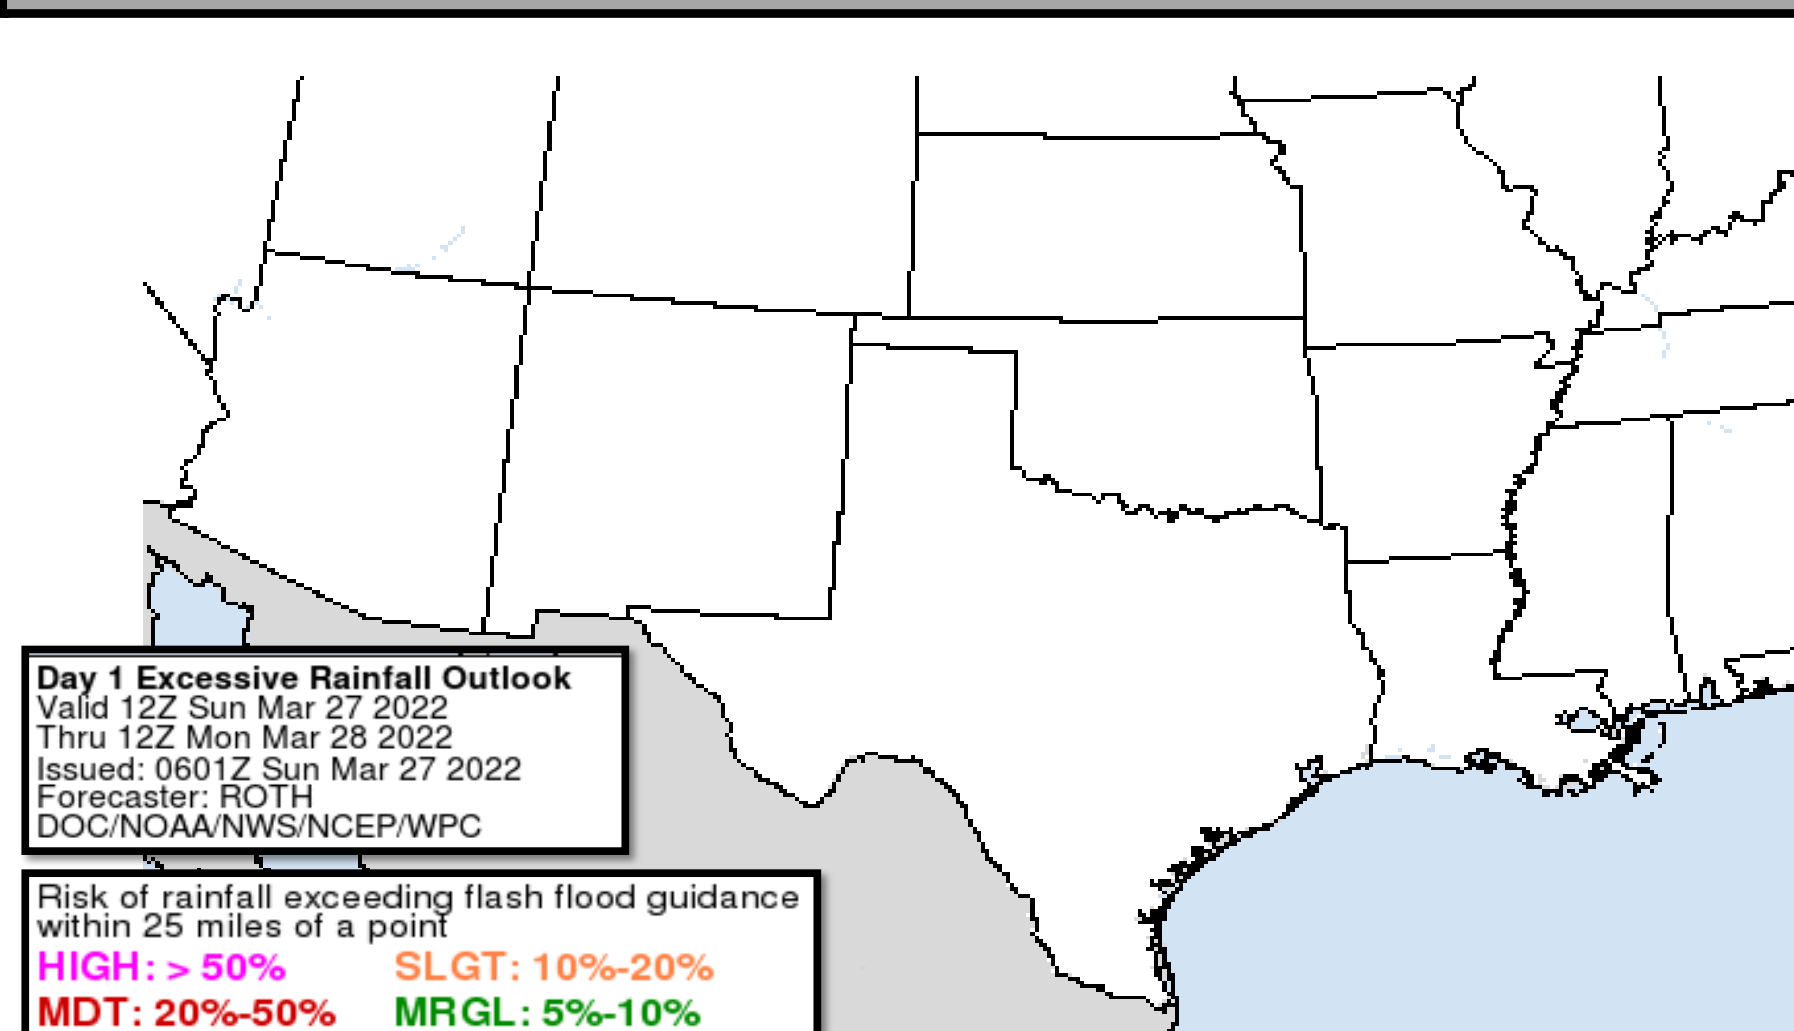 Day 1 Excessive Rainfall Outlook
Valid 12Z Sun Mar 27 2022
Thru 12Z Mon Mar 28 2022
Issued: 0601Z Sun Mar 27 2022
Forecaster: ROTH
DOC/NOAA/NWS/NCEP/WPC
Risk of rainfall exceeding flash flood guidance
within 25 miles of a point
HIGH: > 50% SLGT: 10%-20%
MDT: 20%-50% MRGL: 5%-10%